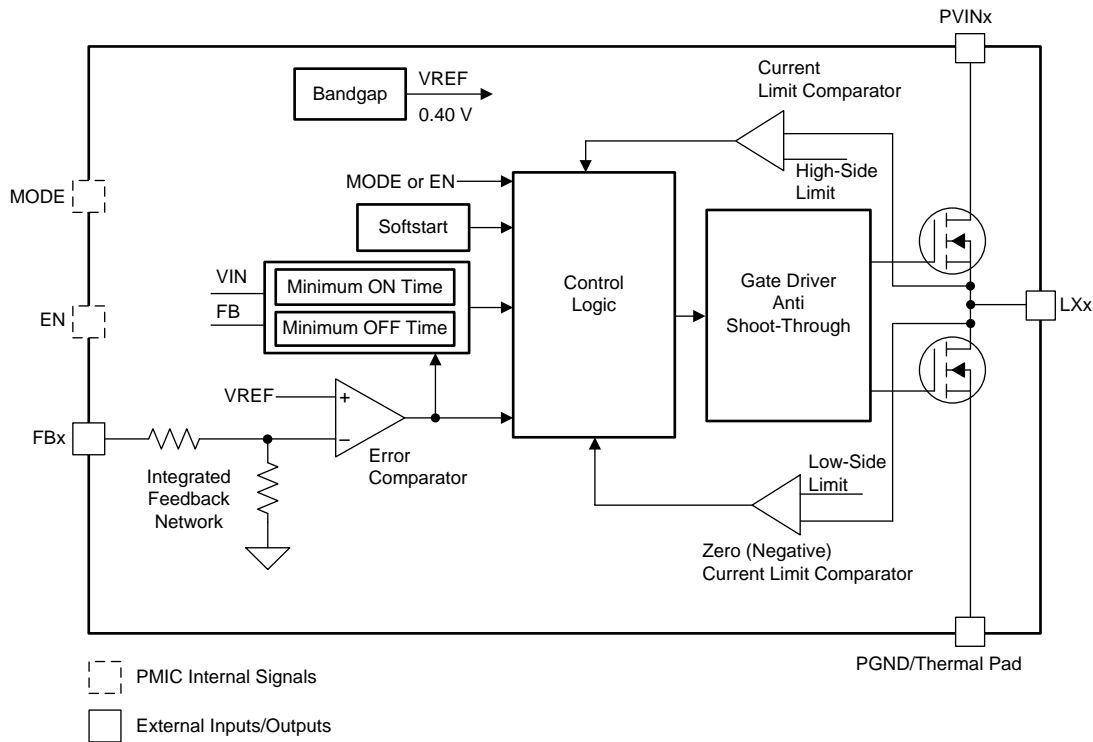 PVINx
Bandgap
VREF
0.40 V
Current
Limit Comparator
High-Side
Limit
MODE
MODE or EN
Softstart
VIN
FB
Minimum ON Time
Minimum OFF Time
Control
Logic
Gate Driver
Anti
Shoot-Through
LXx
EN
VREF
+
−
FBx
Error
Comparator
Integrated
Feedback
Network
Low-Side
Limit
Zero (Negative)
Current Limit Comparator
PGND/Thermal Pad
PMIC Internal Signals
External Inputs/Outputs